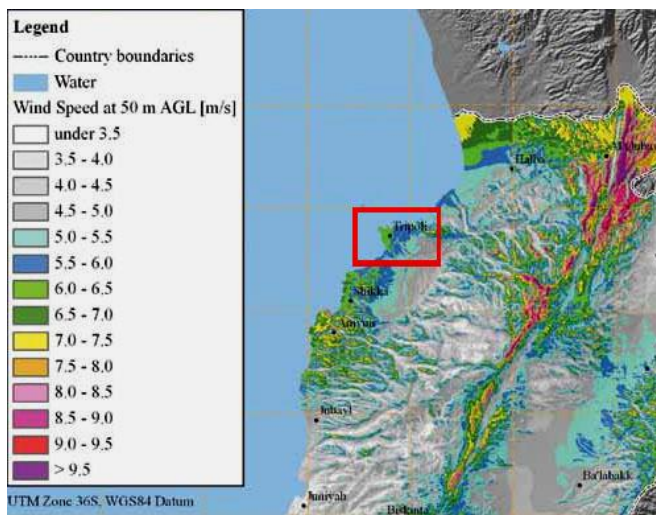 Legend
Country boundaries
Water
Wind Speed at 50 m AGL [m/s]
under 3.5
3.5 - 4.0
4.0 - 4.5
4.5 - 5.0
5.0 - 5.5
5.5 - 6.0
6.0 - 6.5
6.5 - 7.0
7.0 - 7.5
7.5 - 8.0
8.0 - 8.5
8.5 - 9.0
9.0 - 9.5
> 9.5
UTM Zone 36S, WGS84 Datum
Halba
Tripoli
Shikka
Amyun
Jubayl
Ba'labakk
Juniyah
Biskinta